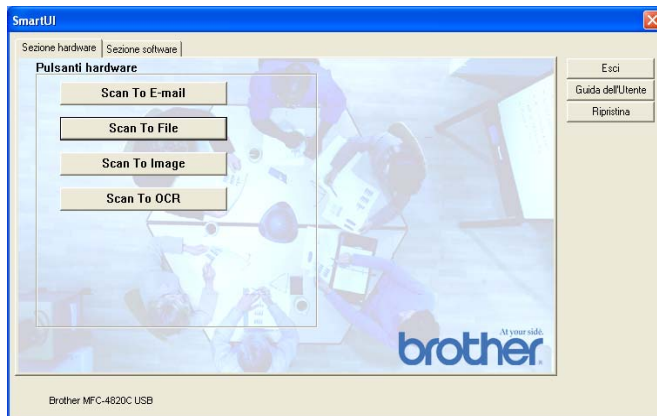 SmartUI
Sezione hardware Sezione software
Pulsanti hardware
Scan To E-mail
Scan To File
Scan To Image
Scan To OCR
Esci
Guida dell'Utente
Ripristina
At your side.
brother
Brother MFC-4820C USB